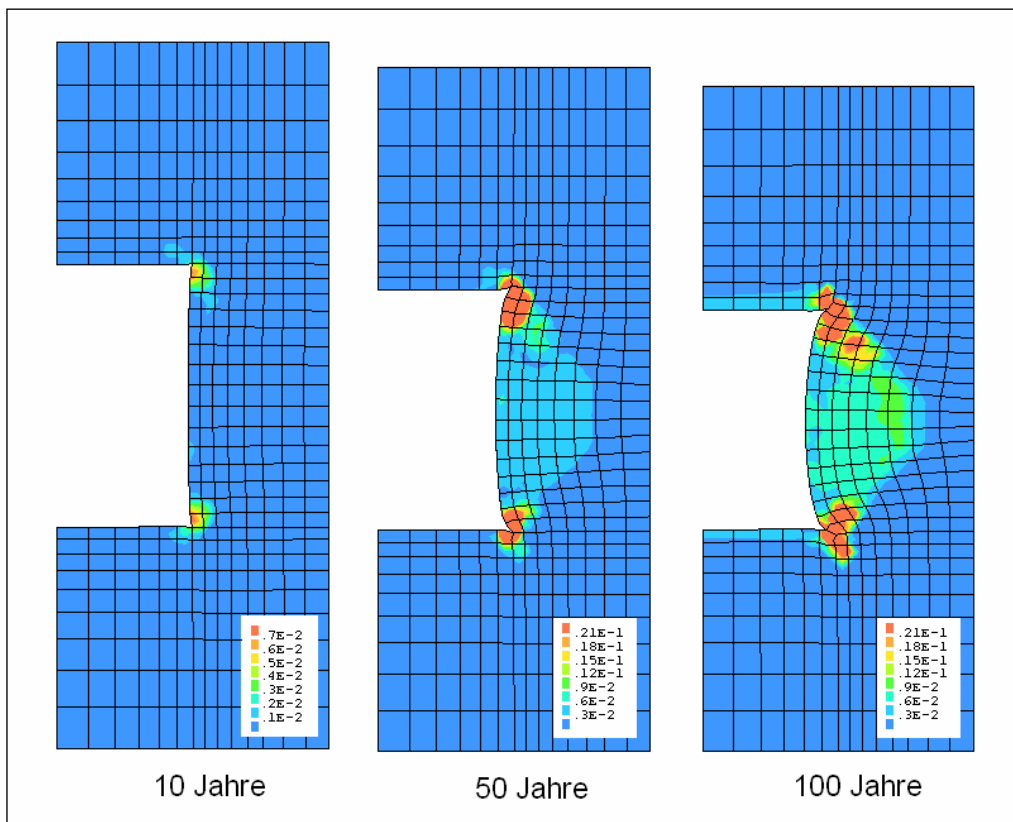 .7E-2
.6E-2
.5E-2
.4E-2
.3E-2
.2E-2
.1E-2
10 Jahre
.21E-1
.18E-1
.15E-1
.12E-1
.9E-2
.6E-2
.3E-2
50 Jahre
.21E-1
.18E-1
.15E-1
.12E-1
.9E-2
.6E-2
.3E-2
100 Jahre